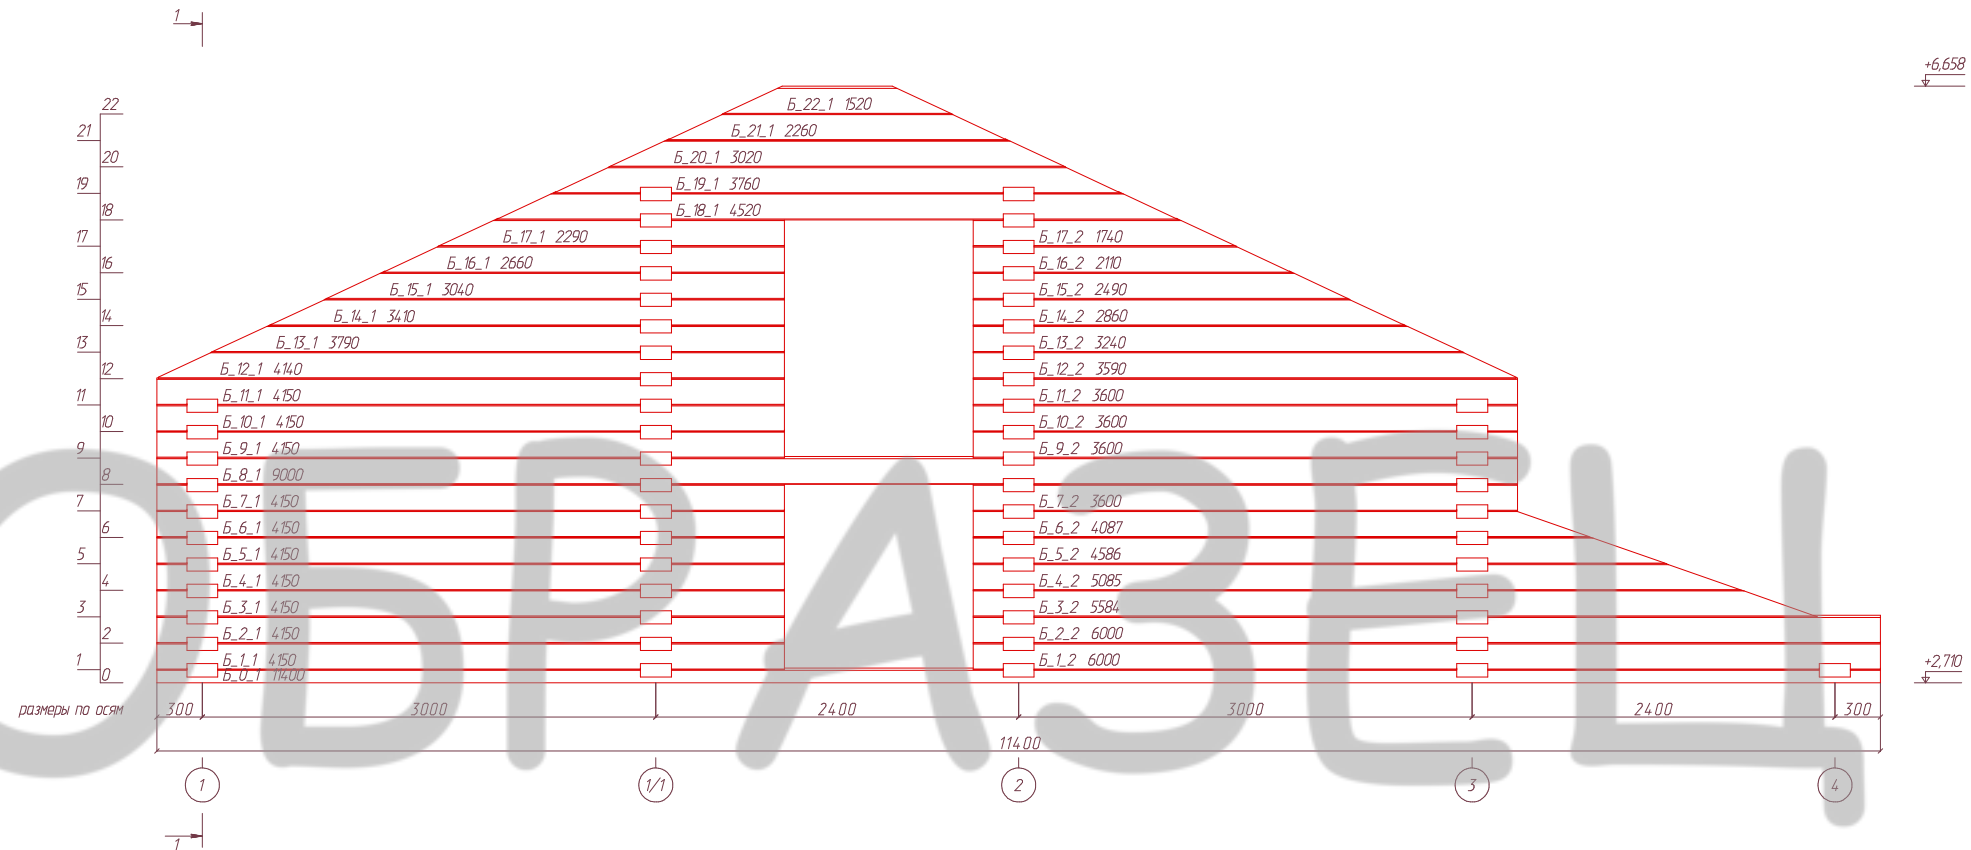 1
+6,658
22
Б_22_1 1520
21
Б_21_1 2260
20
Б_20_1 3020
19
Б_19_1 3760
18
Б_18_1 4520
17
Б_17_1 2290
Б_17_2 1740
16
Б_16_1 2660
Б_16_2 2110
15
Б_15_1 3040
Б_15_2 2490
14
Б_14_1 3410
Б_14_2 2860
13
Б_13_1 3790
Б_13_2 3240
12
Б_12_1 4140
Б_12_2 3590
11
Б_11_1 4150
Б_11_2 3600
10
Б_10_1 4150
Б_10_2 3600
9
Б_9_1 4150
Б_9_2 3600
8
Б_8_1 9000
7
Б_7_1 4150
Б_7_2 3600
6
Б_6_1 4150
Б_6_2 4087
5
Б_5_1 4150
Б_5_2 4586
4
Б_4_1 4150
Б_4_2 5085
3
Б_3_1 4150
Б_3_2 5584
2
Б_2_1 4150
Б_2_2 6000
1
Б_1_1 4150
Б_1_2 6000
+2,710
0
Б_0_1 11400
размеры по осям
300
3000
2400
3000
2400
300
11400
1
1/1
2
3
4
1
ОБРАЗЕЦ